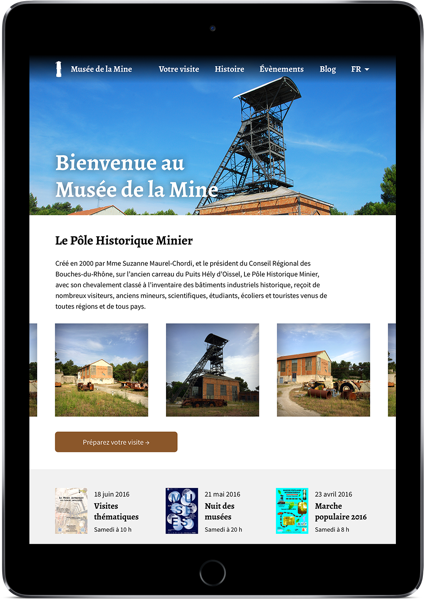 Musée de la Mine Votre visite Histoire Évènements Blog FR
Bienvenue au
Musée de la Mine
Le Pôle Historique Minier
Créé en 2000 par Mme Suzanne Maurel-Chordi, et le président du Conseil Régional des
Bouches-du-Rhône, sur l'ancien carreau du Puits Hély d'Oissel, Le Pôle Historique Minier,
avec son chevalement classé à l'inventaire des bâtiments industriels historique, reçoit de
nombreux visiteurs, anciens mineurs, scientifiques, étudiants, écoliers et touristes venus de
toutes régions et de tous pays.
Préparez votre visite →
18 juin 2016
Visites
thématiques
Samedi à 10 h
21 mai 2016
Nuit des
musées
Samedi à 20 h
23 avril 2016
Marche
populaire 2016
Samedi à 8 h